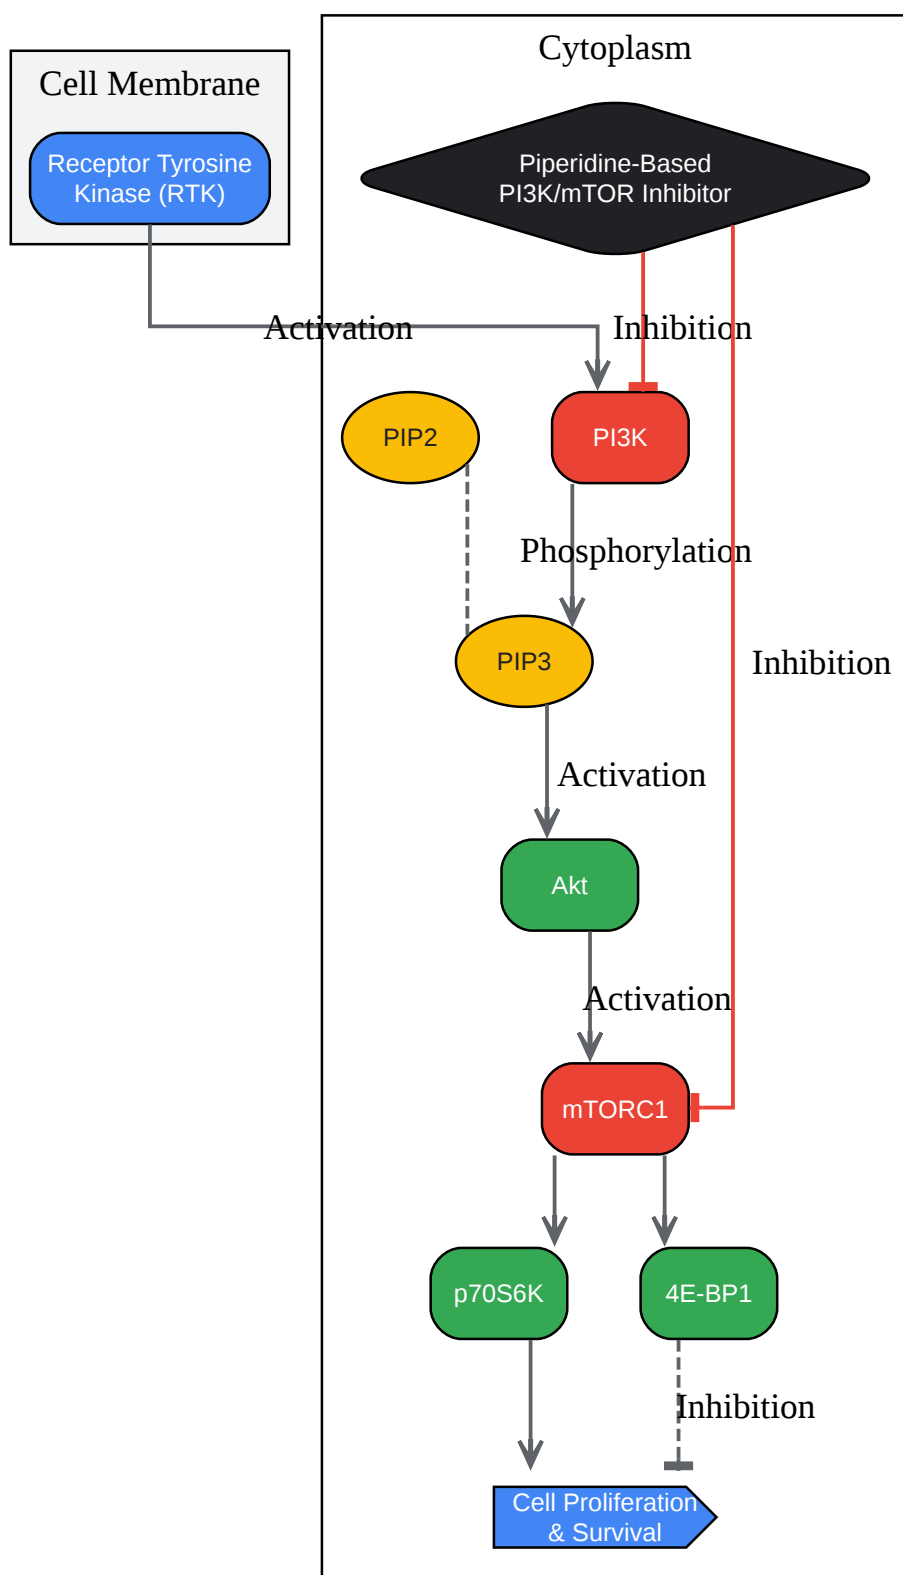 Cytoplasm
Cell Membrane
Receptor Tyrosine
Kinase (RTK)
Piperidine-Based
PI3K/mTOR Inhibitor
Activation
Inhibition
PIP2
PI3K
Phosphorylation
PIP3
Inhibition
Activation
Akt
Activation
mTORC1
p70S6K
4E-BP1
Inhibition
Cell Proliferation
& Survival